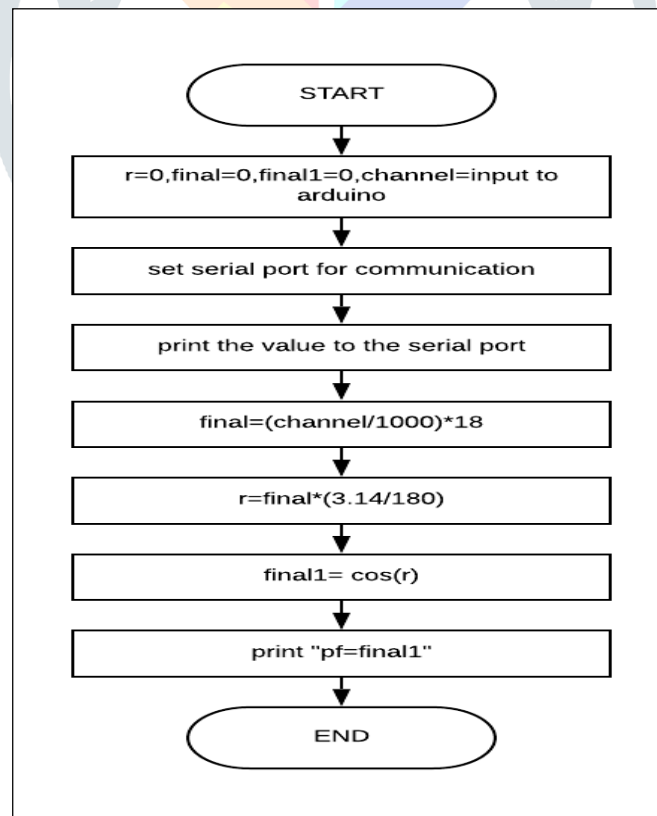 START
r=0,final=0,final1=0,channel=input to
arduino
set serial port for communication
print the value to the serial port
final=(channel/1000)*18
r=final*(3.14/180)
final1= cos(r)
print "pf=final1"
END